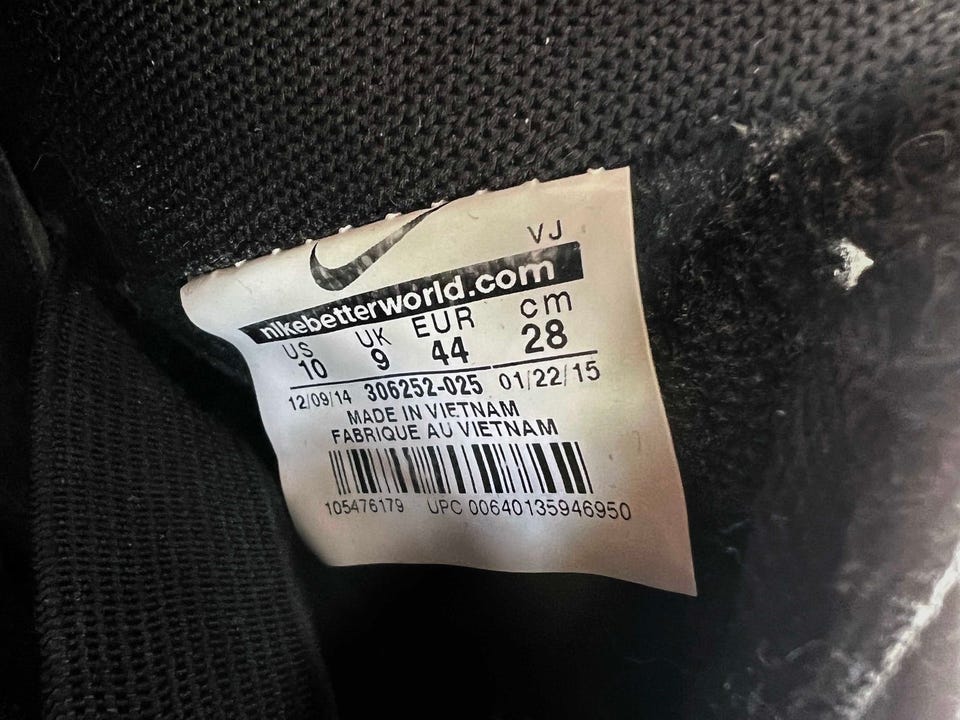 VJ
nikebetterworld.com
US UK EUR cm
10 9 44 28
12/09/14 306252-025 01/22/15
MADE IN VIETNAM
FABRIQUE AU VIETNAM
105476179 UPC 00640135946950